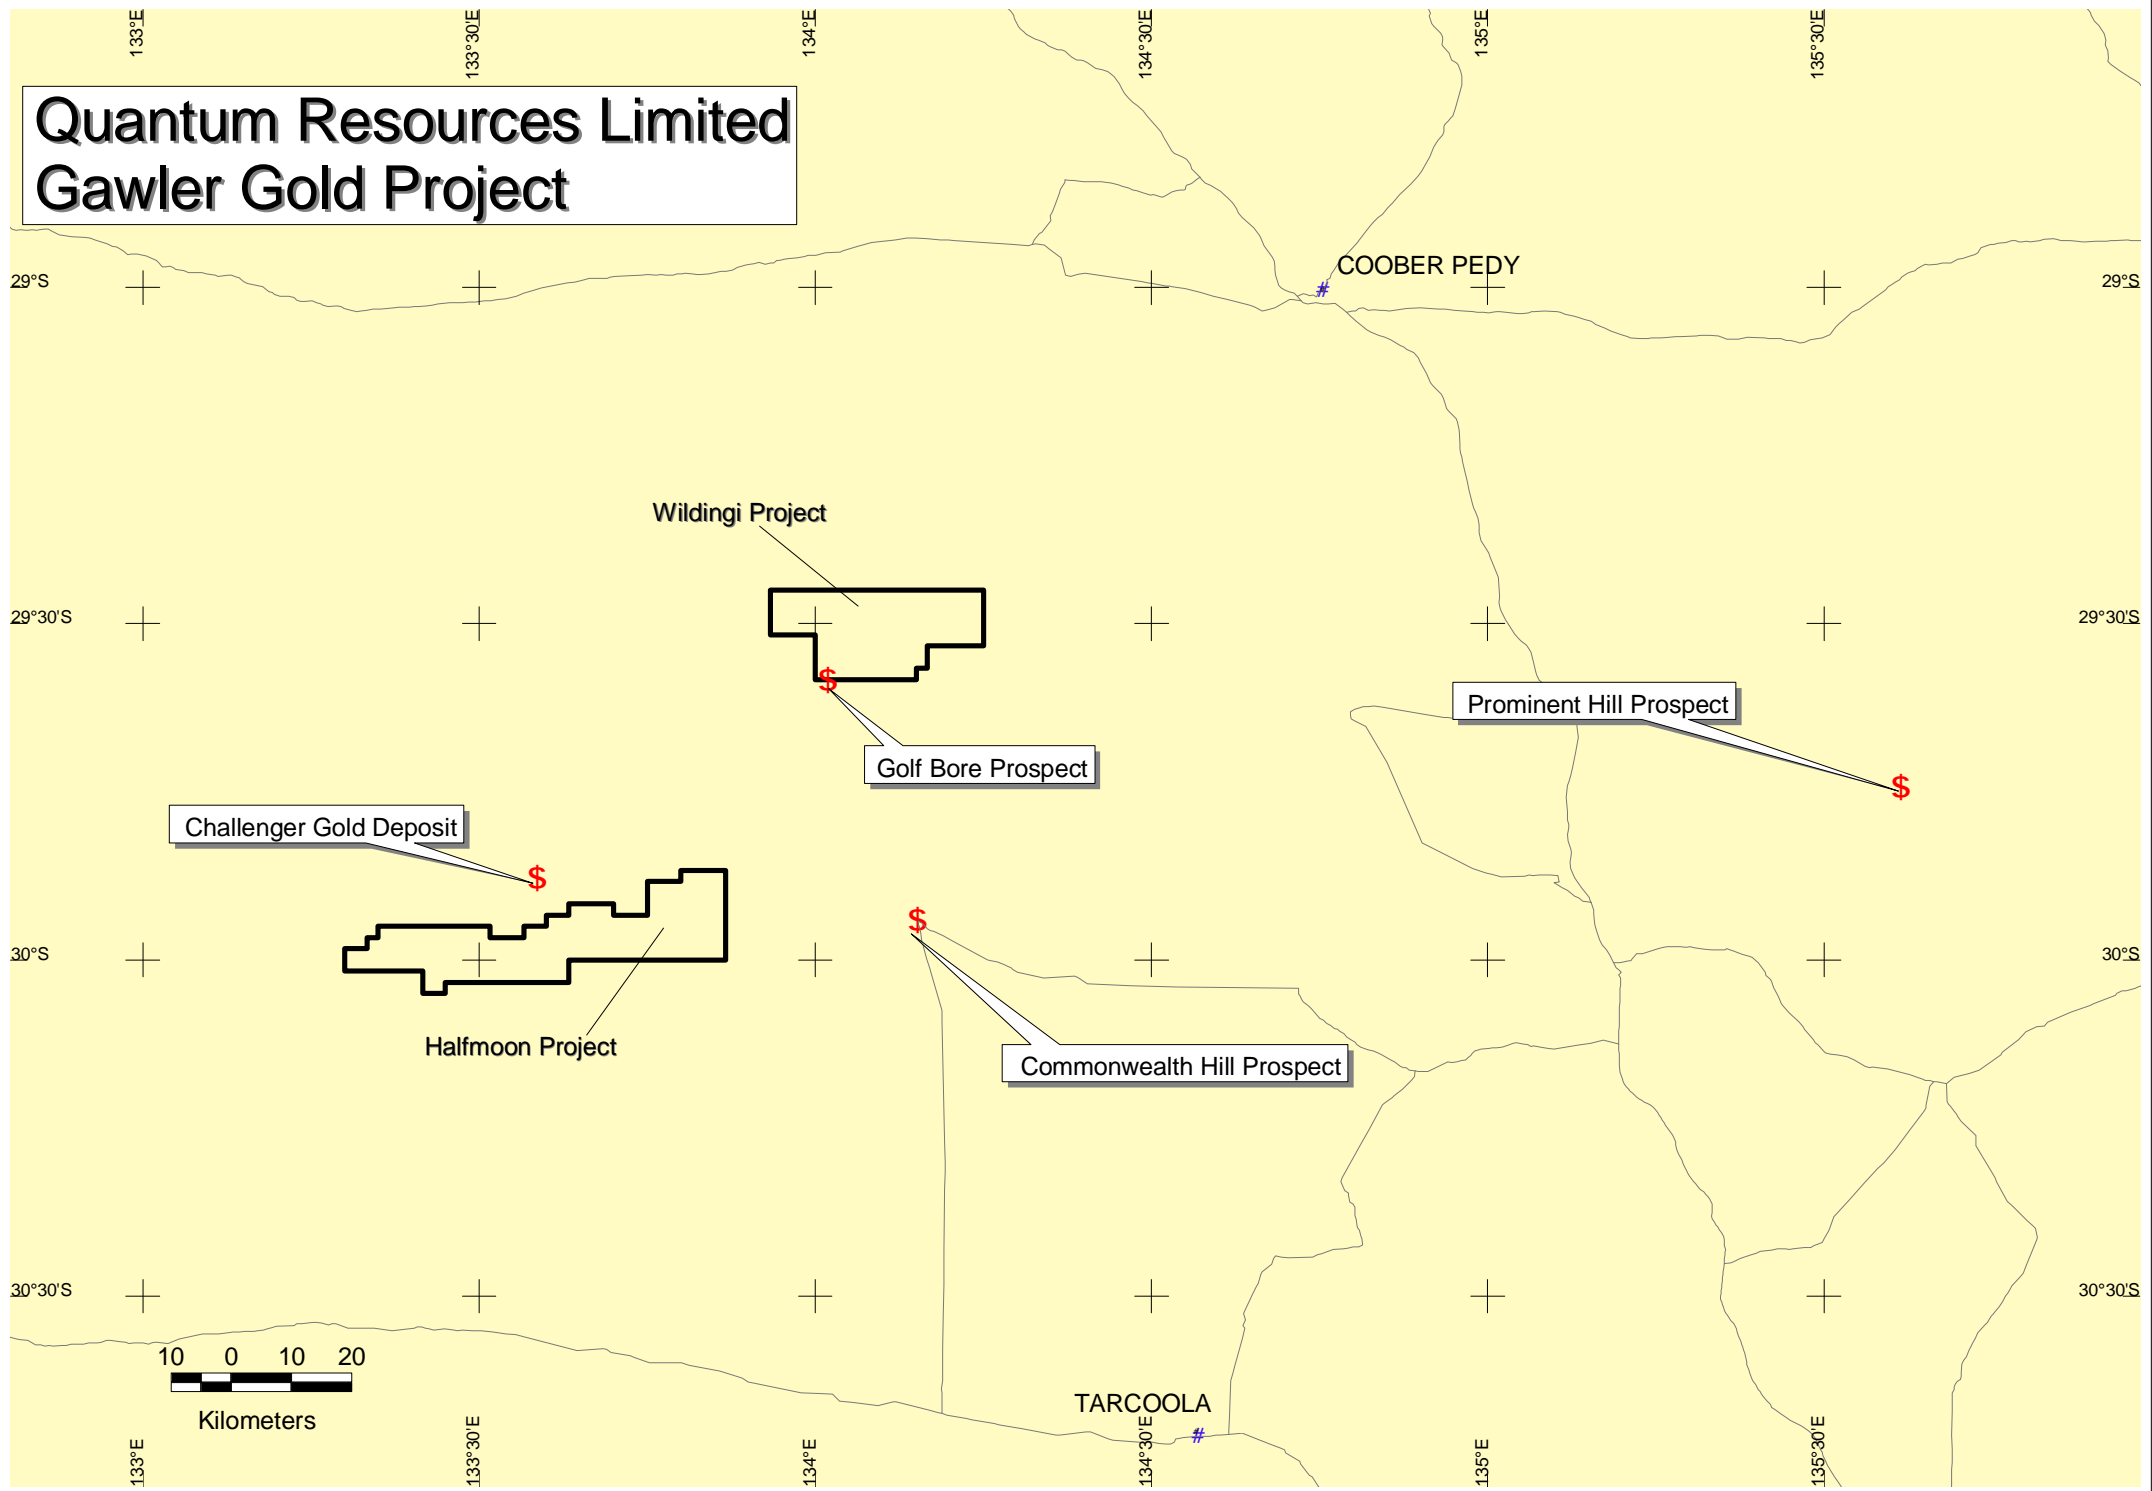 133°E
133°30'E
134°E
134°30'E
135°E
135°30'E
Quantum Resources Limited
Gawler Gold Project
COOBER PEDY
#
29°S
29°S
Wildingi Project
29°30'S
29°30'S
$
Prominent Hill Prospect
Golf Bore Prospect
$
Challenger Gold Deposit
$
$
30°S
30°S
Halfmoon Project
Commonwealth Hill Prospect
30°30'S
30°30'S
10 0 10 20
Kilometers
TARCOOLA
#
133°E
133°30'E
134°E
134°30'E
135°E
135°30'E